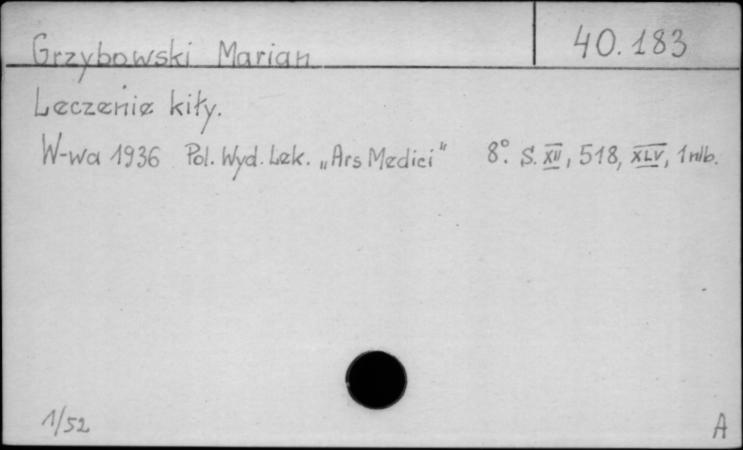 Grzybowski Marian
40.183
Leczenie kiły.
W-wa 1936 Pol. Wyd. Lek. „Ars Medici" 8°. S. XII, 518, XLV, 1 nlb.
1/52
A